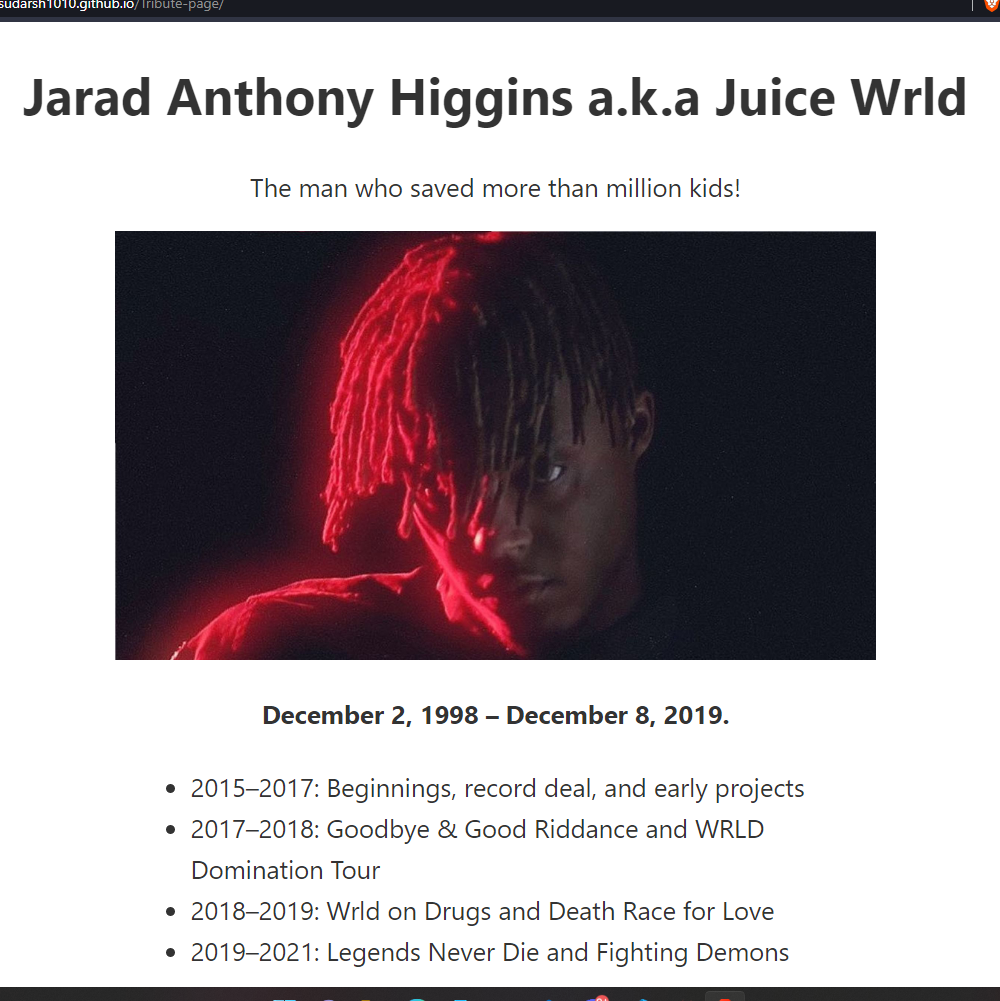 sudarsh1010.github.io/Tribute-page/
Jarad Anthony Higgins a.k.a Juice Wrld
The man who saved more than million kids!
December 2, 1998 – December 8, 2019.
• 2015–2017: Beginnings, record deal, and early projects
• 2017–2018: Goodbye & Good Riddance and WRLD
Domination Tour
• 2018–2019: Wrld on Drugs and Death Race for Love
• 2019–2021: Legends Never Die and Fighting Demons